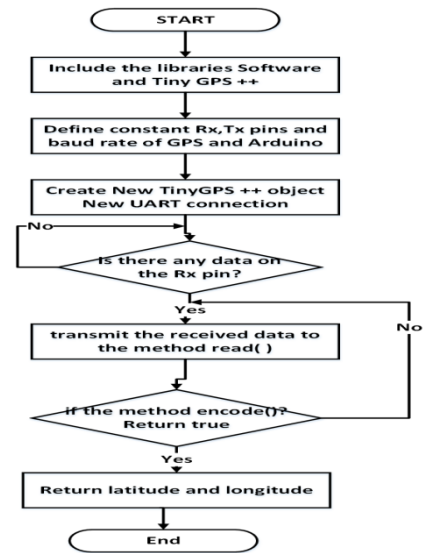 START
Include the libraries Software
and Tiny GPS ++
Define constant Rx,Tx pins and
baud rate of GPS and Arduino
Create New TinyGPS ++ object
New UART connection
No
Is there any data on
the Rx pin?
Yes
transmit the received data to
the method read( )
No
if the method encode()?
Return true
Yes
Return latitude and longitude
End